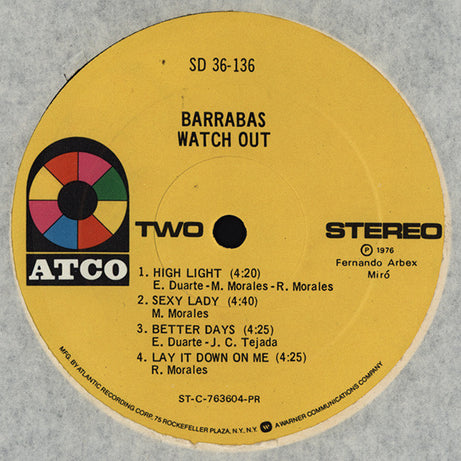 SD 36-136
BARRABAS
WATCH OUT
ATCO
TWO
STEREO
℗ 1976
Fernando Arbex
Miró
1. HIGH LIGHT (4:20)
E. Duarte-M. Morales-R. Morales
2. SEXY LADY (4:40)
M. Morales
3. BETTER DAYS (4:25)
E. Duarte-J. C. Tejada
4. LAY IT DOWN ON ME (4:25)
R. Morales
ST-C-763604-PR
MFG. BY ATLANTIC RECORDING CORP. 75 ROCKEFELLER PLAZA, N.Y., N.Y. W A WARNER COMMUNICATIONS COMPANY